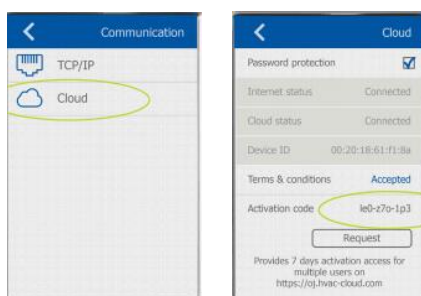 Communication
TCP/IP
Cloud
Cloud
Password protection
Internet status Connected
Cloud status Connected
Device ID 00:20:18:61:f1:8a
Terms & conditions Accepted
Activation code le0-z7o-1p3
Request
Provides 7 days activation access for
multiple users on
https://oj.hvac-cloud.com